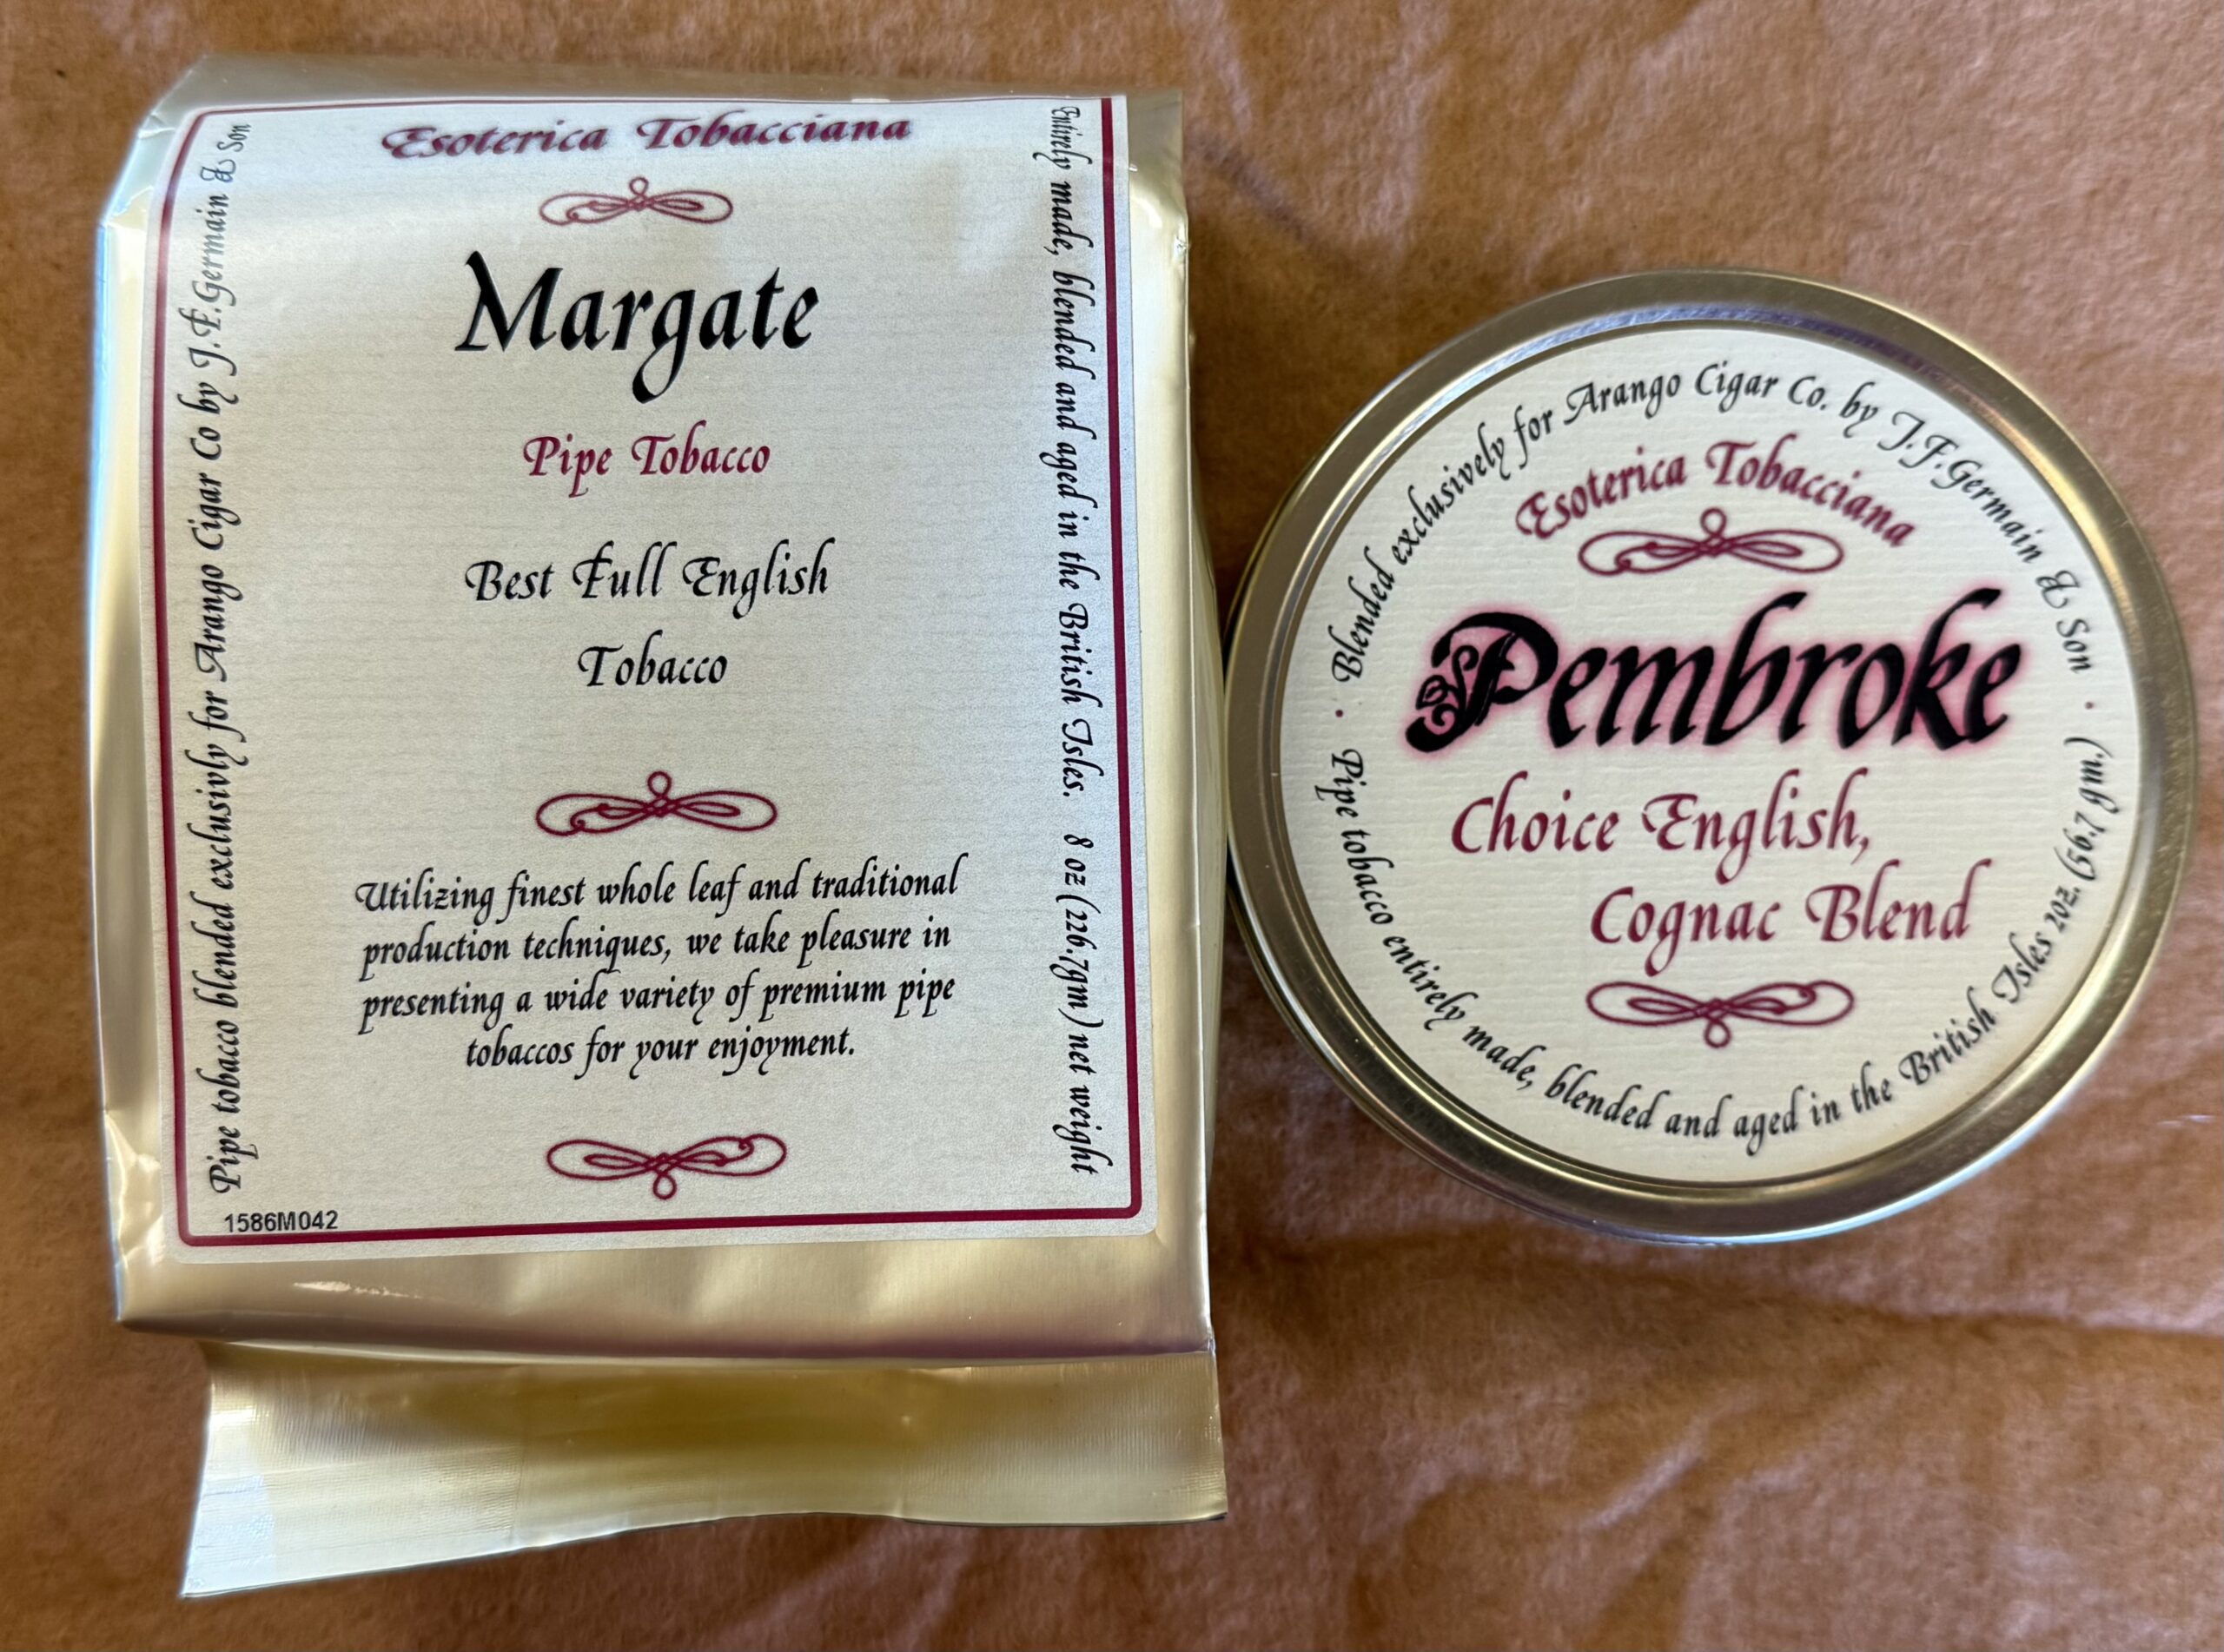 Esoterica Tobacciana
Margate
Pipe Tobacco
Best Full English
Tobacco
Utilizing finest whole leaf and traditional
production techniques, we take pleasure in
presenting a wide variety of premium pipe
tobaccos for your enjoyment.
Pipe tobacco blended exclusivly for Arango Cigar Co by J.F.Germain & Son
Entirely made, blended and aged in the British Isles. 8 oz (226.7gm) net weight
1586M042
· Blended exclusively for Arango Cigar Co. by J.F.Germain & Son ·
Esoterica Tobacciana
Pembroke
Choice English,
Cognac Blend
Pipe tobacco entirely made, blended and aged in the British Isles 2oz. (56.7 gm.)